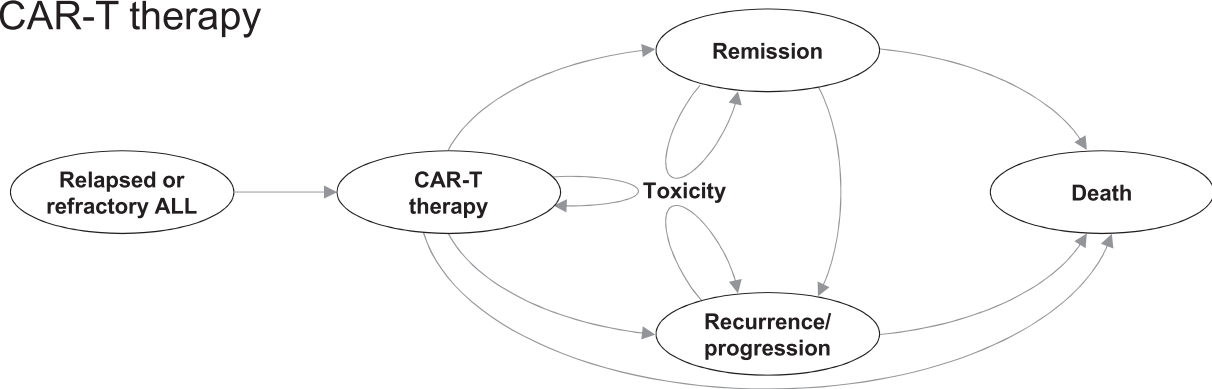 CAR-T therapy
Remission
Relapsed or
refractory ALL
CAR-T
therapy
Toxicity
Death
Recurrence/
progression